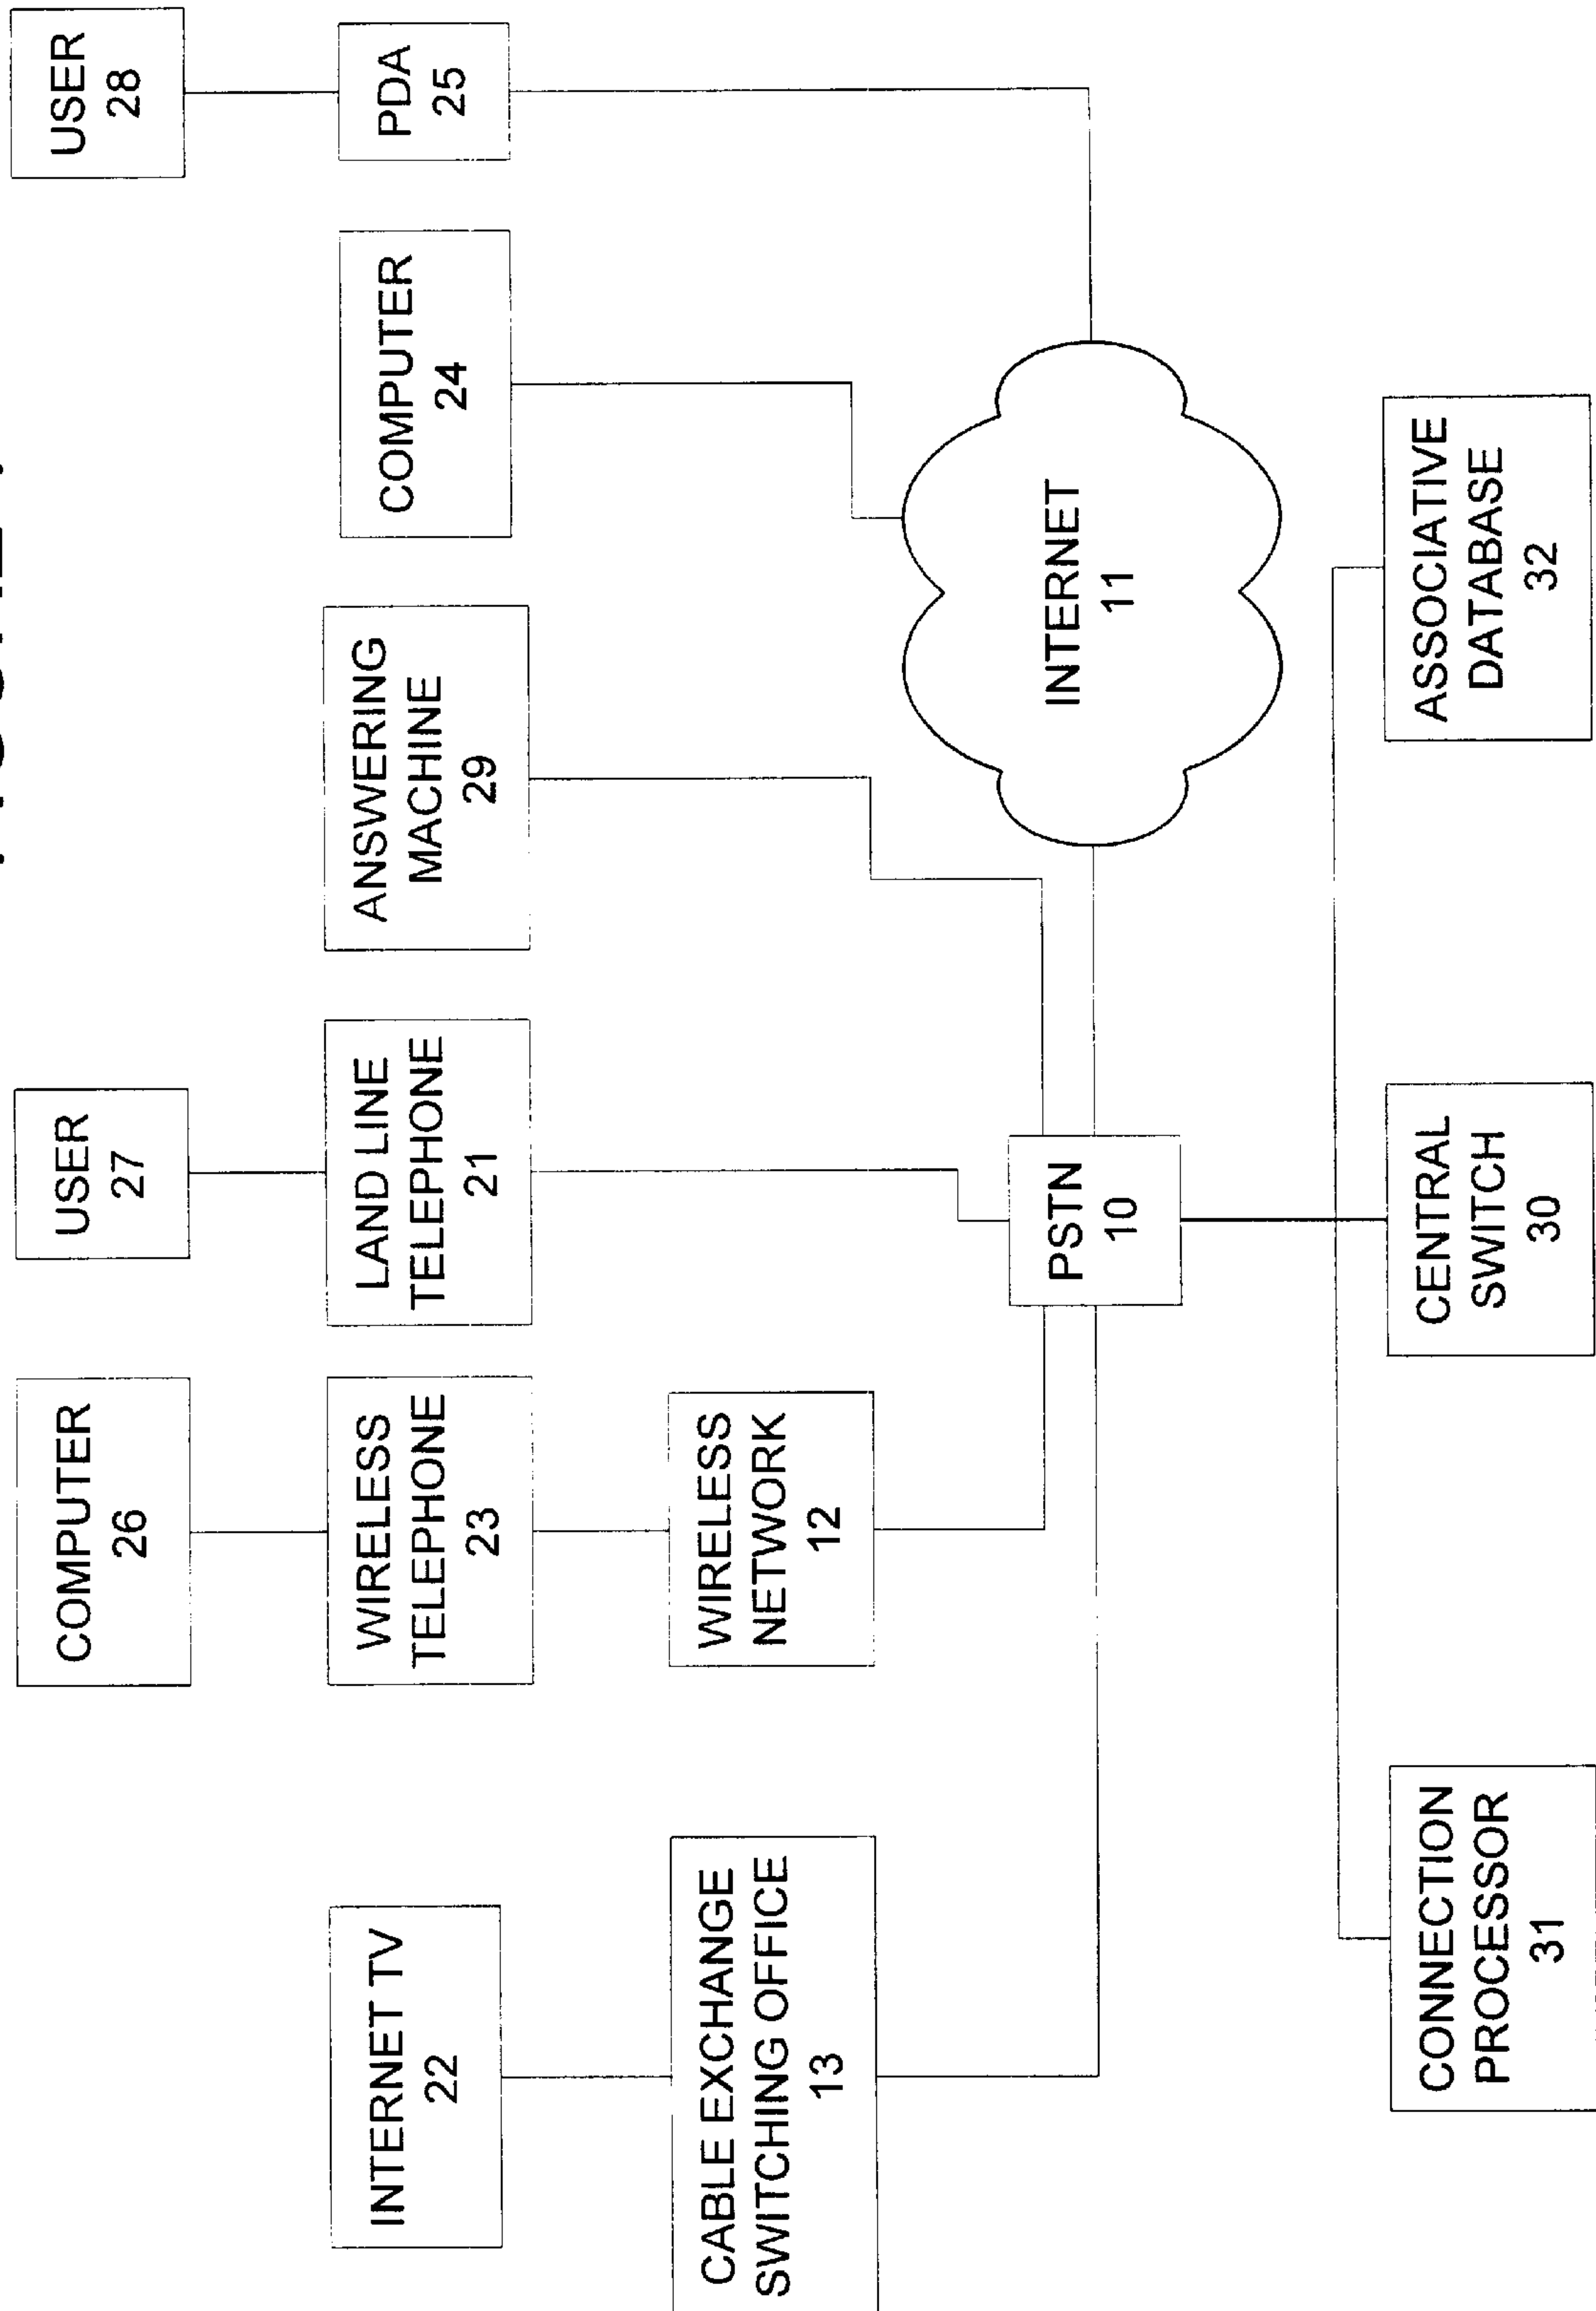 USER
28
PDA
25
COMPUTER
24
ANSWERING
MACHINE
29
USER
27
LAND LINE
TELEPHONE
21
COMPUTER
26
WIRELESS
TELEPHONE
23
WIRELESS
NETWORK
12
INTERNET TV
22
CABLE EXCHANGE
SWITCHING OFFICE
13
PSTN
10
INTERNET
11
CONNECTION
PROCESSOR
31
CENTRAL
SWITCH
30
ASSOCIATIVE
DATABASE
32